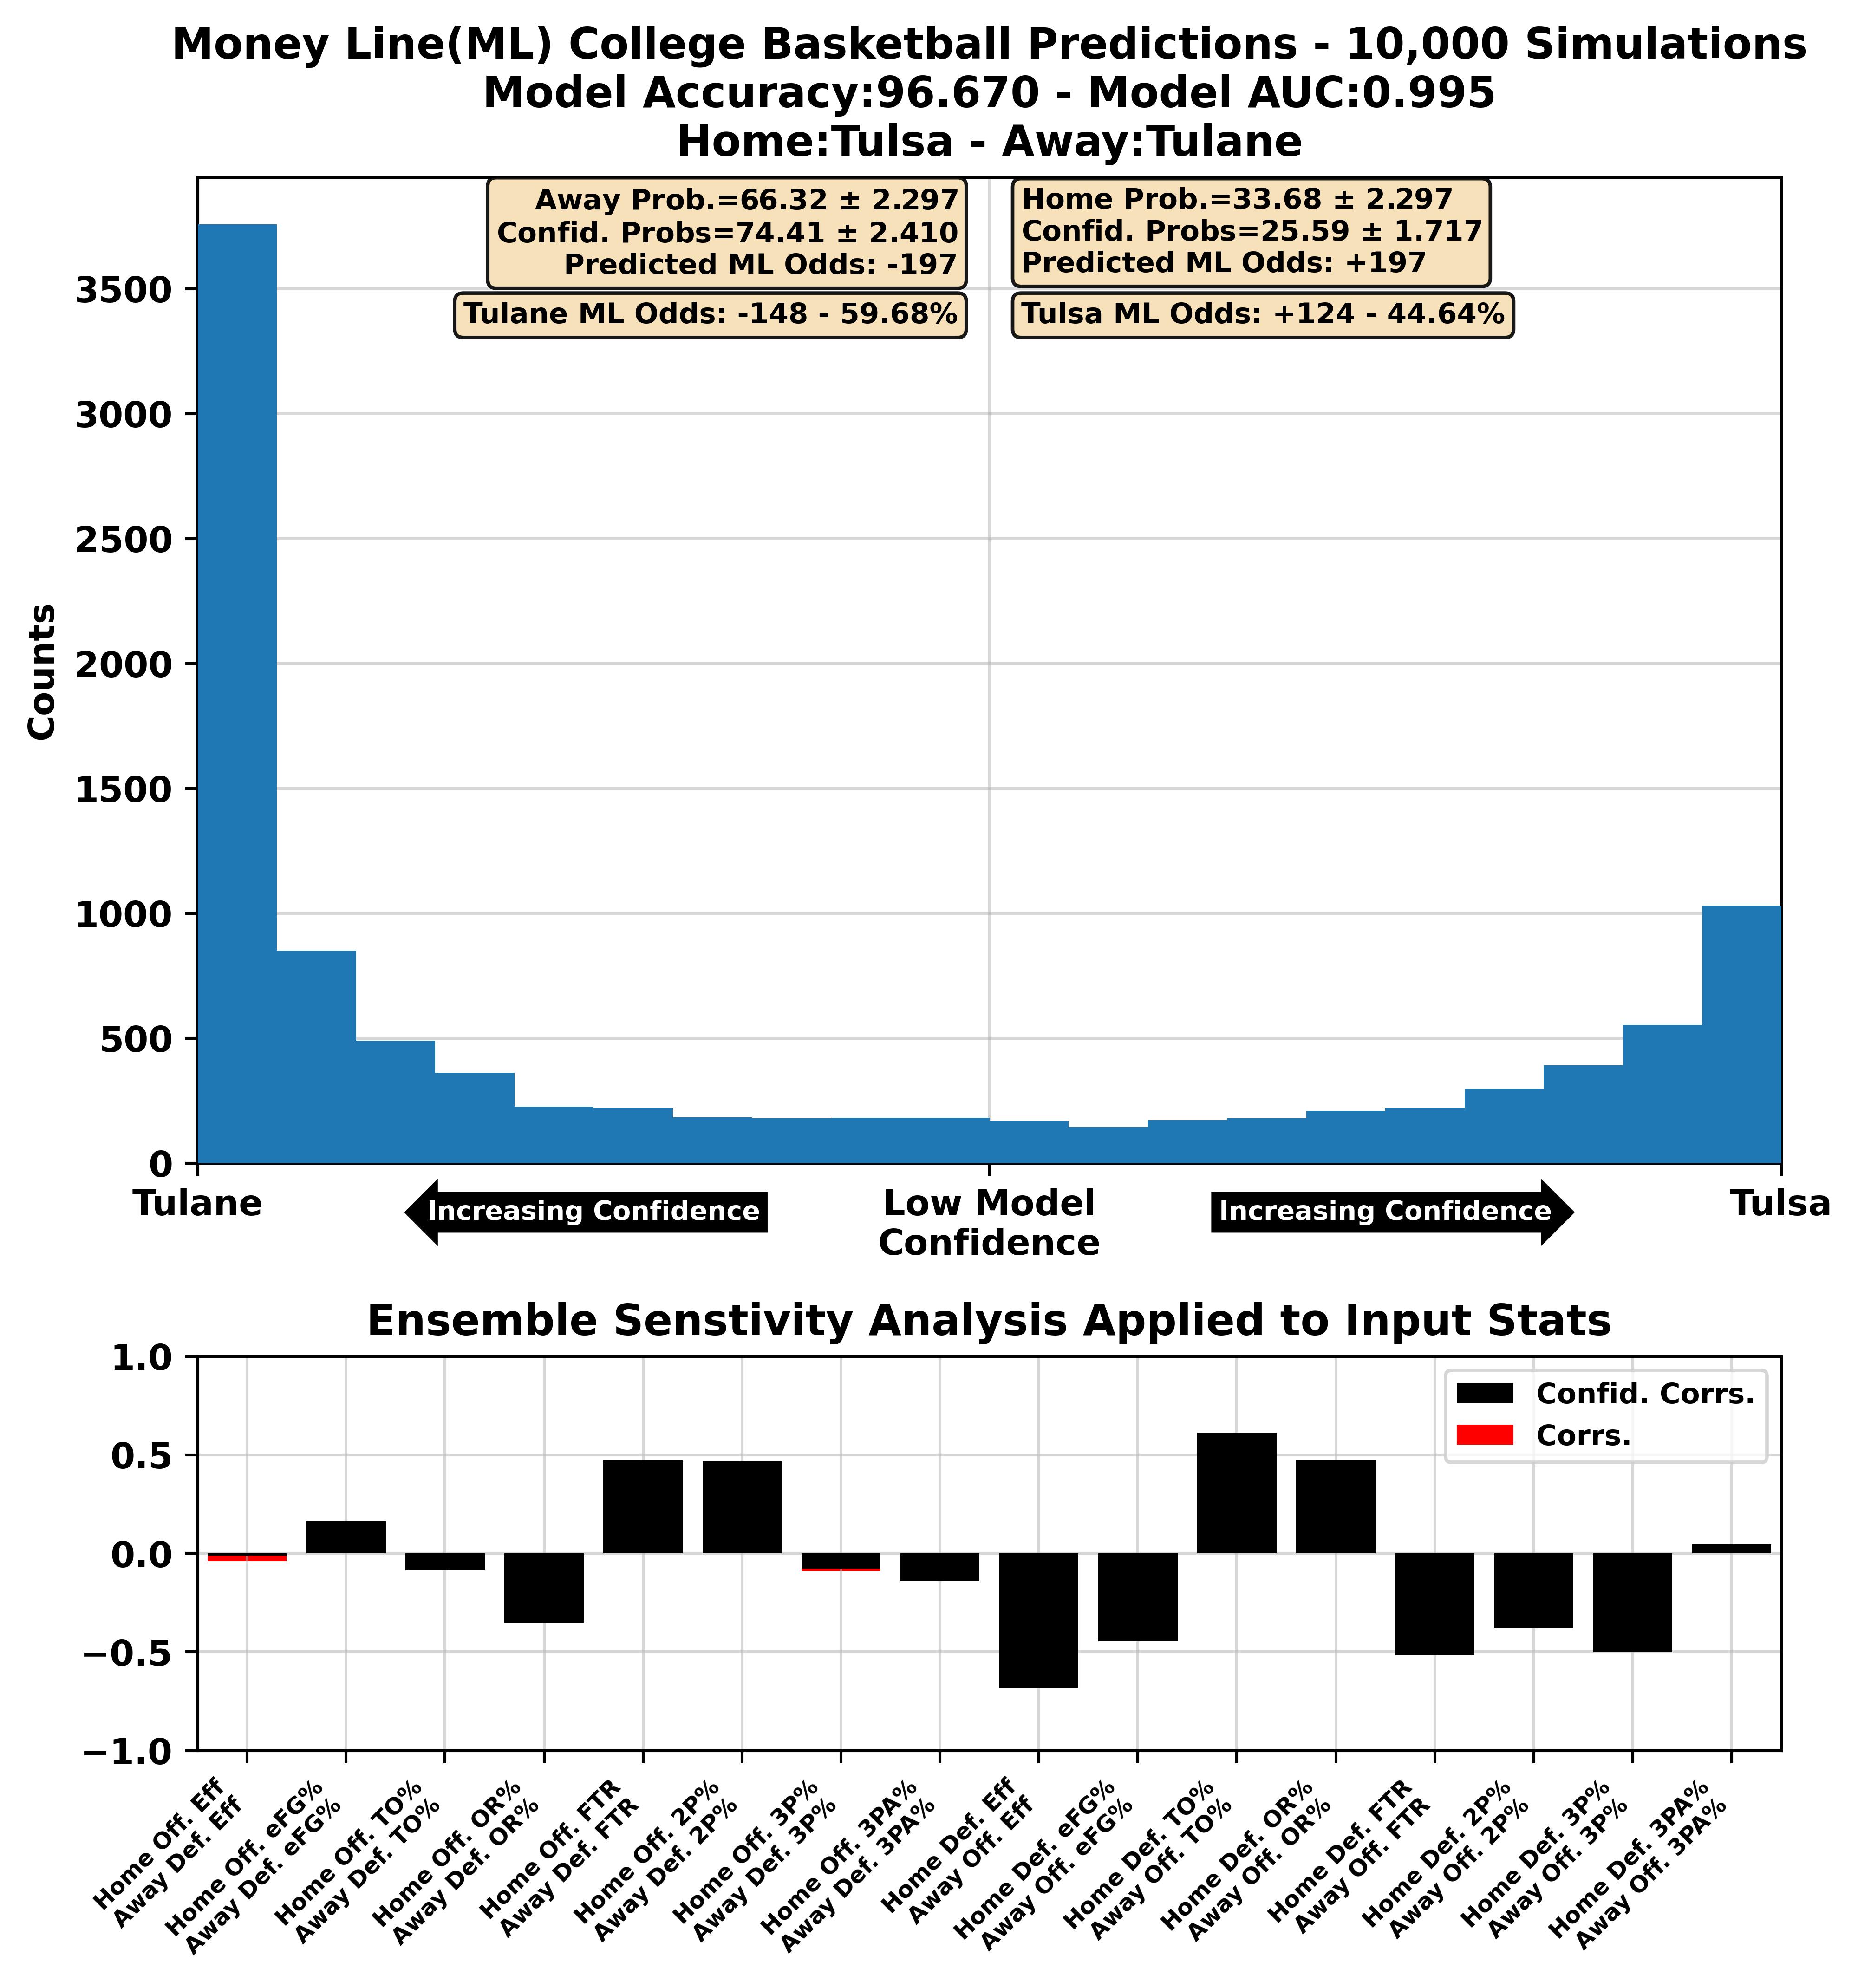 Money Line(ML) College Basketball Predictions - 10,000 Simulations
Model Accuracy:96.670 - Model AUC:0.995
Home:Tulsa - Away:Tulane
Away Prob.=66.32 ± 2.297
Confid. Probs=74.41 ± 2.410
Predicted ML Odds: -197
Tulane ML Odds: -148 - 59.68%
Home Prob.=33.68 ± 2.297
Confid. Probs=25.59 ± 1.717
Predicted ML Odds: +197
Tulsa ML Odds: +124 - 44.64%
Counts
3500
3000
2500
2000
1500
1000
500
0
Tulane
Increasing Confidence
Low Model
Confidence
Increasing Confidence
Tulsa
Ensemble Senstivity Analysis Applied to Input Stats
1.0
0.5
0.0
−0.5
−1.0
Confid. Corrs.
Corrs.
Home Off. Eff
Away Def. Eff
Home Off. eFG%
Away Def. eFG%
Home Off. TO%
Away Def. TO%
Home Off. OR%
Away Def. OR%
Home Off. FTR
Away Def. FTR
Home Off. 2P%
Away Def. 2P%
Home Off. 3P%
Away Def. 3P%
Home Off. 3PA%
Away Def. 3PA%
Home Def. Eff
Away Off. Eff
Home Def. eFG%
Away Off. eFG%
Home Def. TO%
Away Off. TO%
Home Def. OR%
Away Off. OR%
Home Def. FTR
Away Off. FTR
Home Def. 2P%
Away Off. 2P%
Home Def. 3P%
Away Off. 3P%
Home Def. 3PA%
Away Off. 3PA%